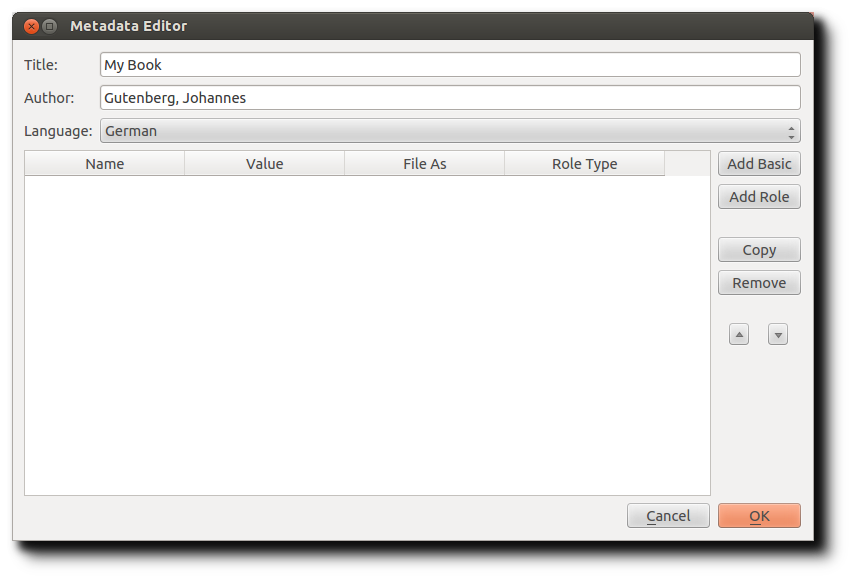 Metadata Editor
Title: My Book
Author: Gutenberg, Johannes
Language: German
Name Value File As Role Type Add Basic
Add Role
Copy
Remove
Cancel OK